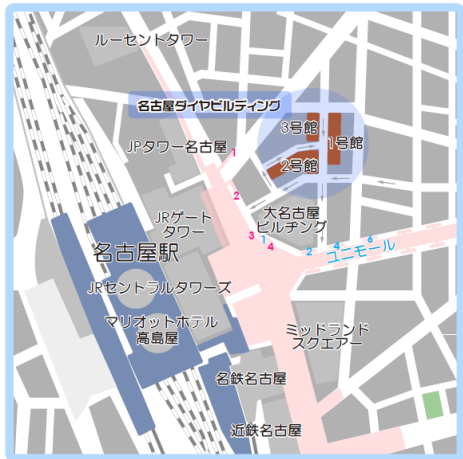 ルーセントタワー
名古屋ダイヤビルディング
3号館
1号館
2号館
JPタワー名古屋
1
2
大名古屋
ビルヂング
3
1
4
JRゲート
タワー
名古屋駅
2
4
6
ユニモール
JRセントラルタワーズ
マリオットホテル
高島屋
ミッドランド
スクエアー
名鉄名古屋
近鉄名古屋